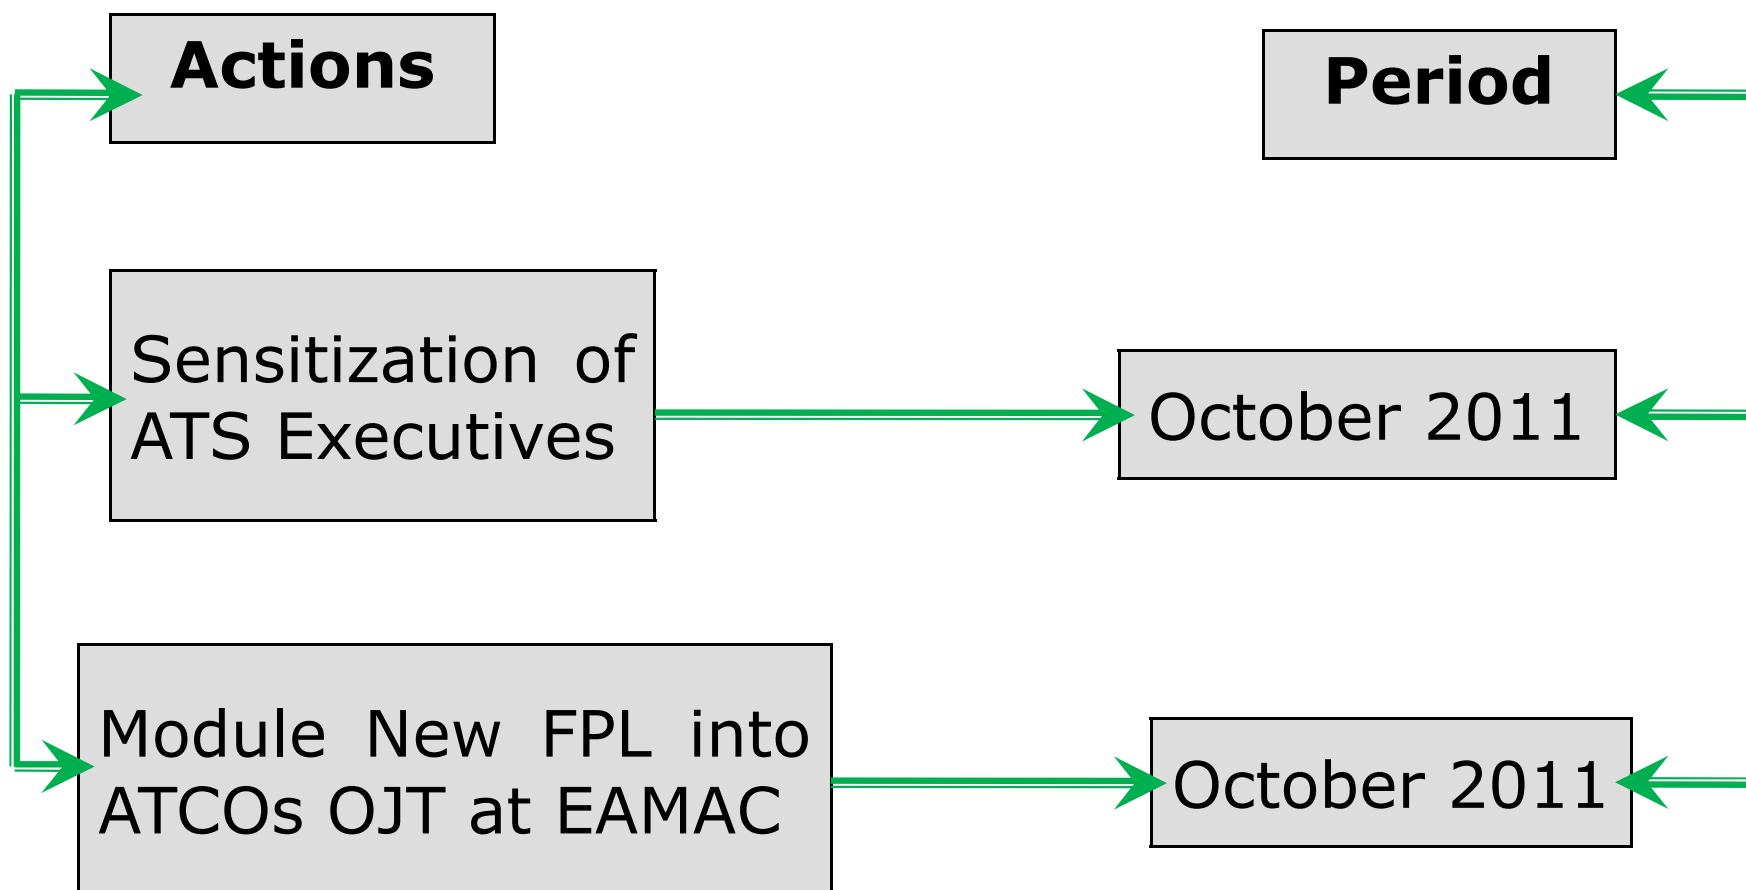 Actions
Period
Sensitization of
ATS Executives
October 2011
Module New FPL into
ATCOs OJT at EAMAC
October 2011